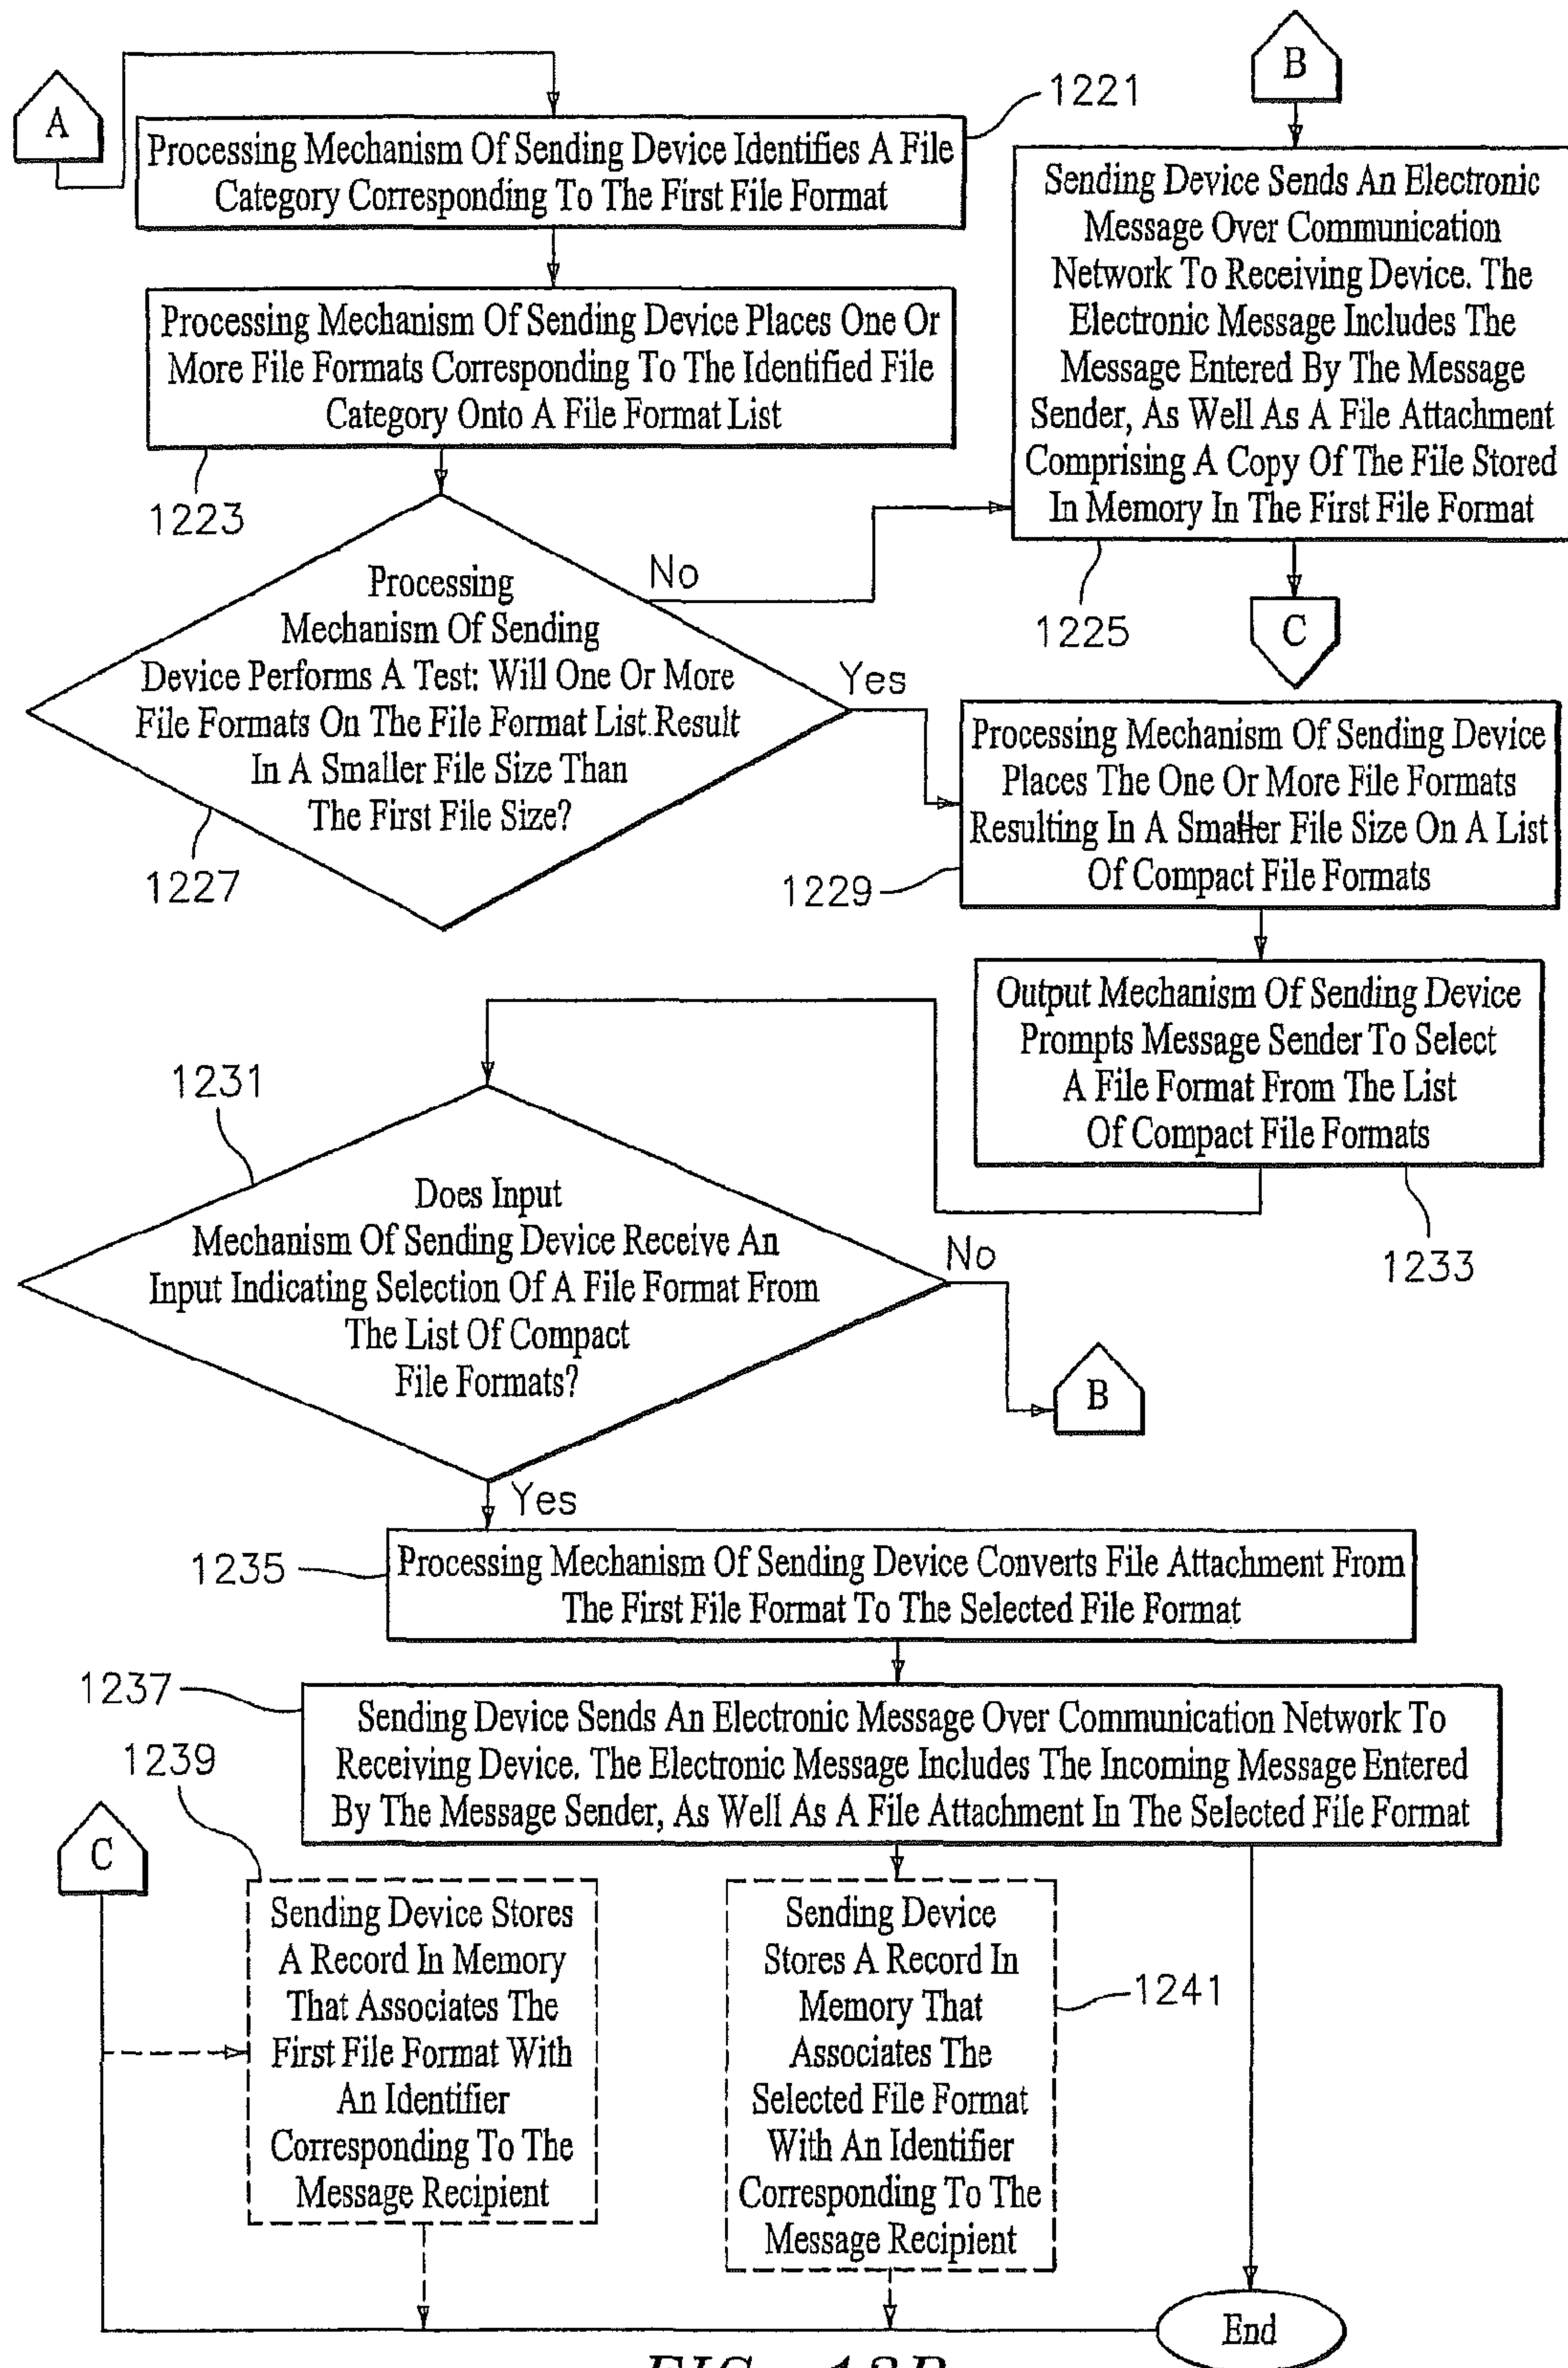 A
1221
Processing Mechanism Of Sending Device Identifies A File
Category Corresponding To The First File Format
Processing Mechanism Of Sending Device Places One Or
More File Formats Corresponding To The Identified File
Category Onto A File Format List
1223
B
Sending Device Sends An Electronic
Message Over Communication
Network To Receiving Device. The
Electronic Message Includes The
Message Entered By The Message
Sender, As Well As A File Attachment
Comprising A Copy Of The File Stored
In Memory In The First File Format
1225
C
Processing
Mechanism Of Sending
Device Performs A Test: Will One Or More
File Formats On The File Format List Result
In A Smaller File Size Than
The First File Size?
1227
No
Yes
Processing Mechanism Of Sending Device
Places The One Or More File Formats
Resulting In A Smaller File Size On A List
Of Compact File Formats
1229
Output Mechanism Of Sending Device
Prompts Message Sender To Select
A File Format From The List
Of Compact File Formats
1233
1231
Does Input
Mechanism Of Sending Device Receive An
Input Indicating Selection Of A File Format From
The List Of Compact
File Formats?
No
B
Yes
1235
Processing Mechanism Of Sending Device Converts File Attachment From
The First File Format To The Selected File Format
1237
Sending Device Sends An Electronic Message Over Communication Network To
Receiving Device. The Electronic Message Includes The Incoming Message Entered
By The Message Sender, As Well As A File Attachment In The Selected File Format
1239
C
Sending Device Stores
A Record In Memory
That Associates The
First File Format With
An Identifier
Corresponding To The
Message Recipient
Sending Device
Stores A Record In
Memory That
Associates The
Selected File Format
With An Identifier
Corresponding To The
Message Recipient
1241
End